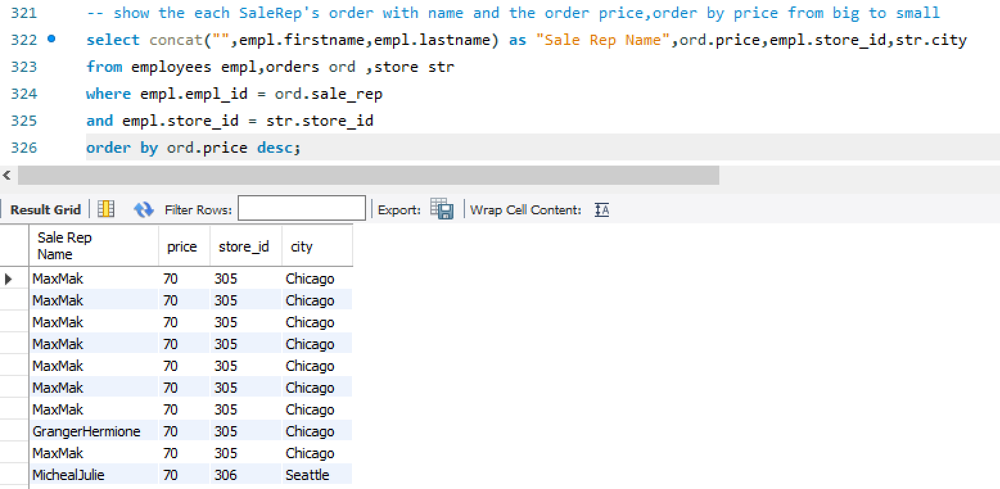 321 -- show the each SaleRep's order with name and the order price,order by price from big to small
322 select concat("",empl.firstname,empl.lastname) as "Sale Rep Name",ord.price,empl.store_id,str.city
323 from employees empl,orders ord ,store str
324 where empl.empl_id = ord.sale_rep
325 and empl.store_id = str.store_id
326 order by ord.price desc;
Result Grid Filter Rows: Export: Wrap Cell Content: IA
Sale Rep Name price store_id city
MaxMak 70 305 Chicago
MaxMak 70 305 Chicago
MaxMak 70 305 Chicago
MaxMak 70 305 Chicago
MaxMak 70 305 Chicago
MaxMak 70 305 Chicago
MaxMak 70 305 Chicago
GrangerHermione 70 305 Chicago
MaxMak 70 305 Chicago
MichealJulie 70 306 Seattle